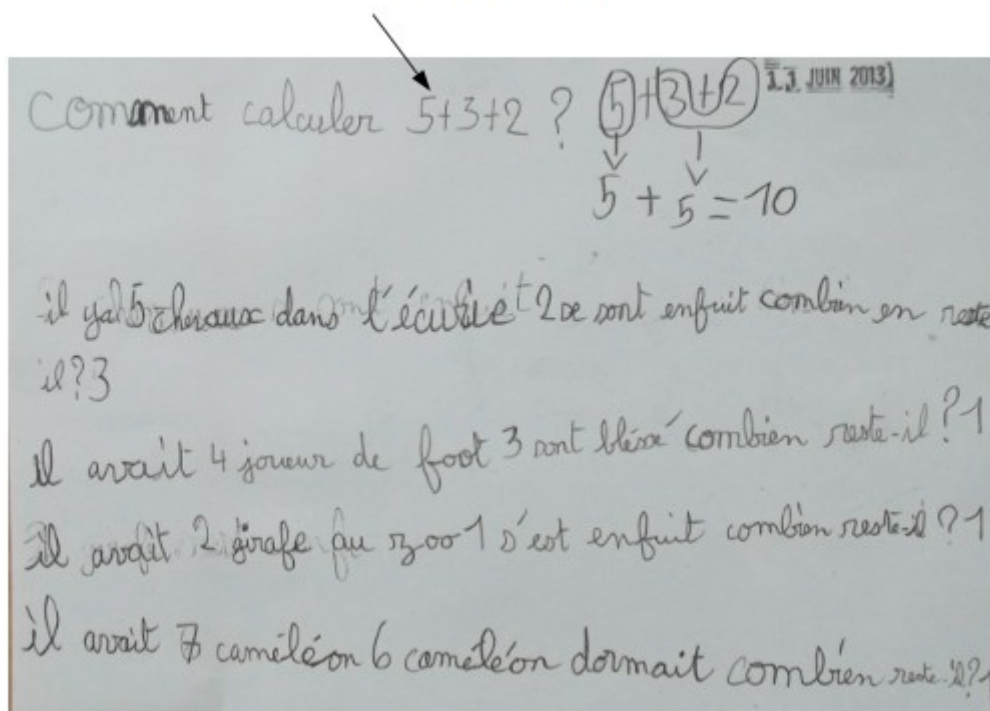 Comment calculer 5+3+2 ? 5+3+2 13 JUIN 2013
5 + 5 = 10
il ya 5 chevaux dans l'écurie et 2 se sont enfuit combien en reste
il? 3
il avait 4 joueur de foot 3 sont blésé combien reste-il? 1
il avait 2 girafe au zoo 1 s'est enfuit combien reste-il? 1
il avait 7 caméléon 6 caméléon dormait combien reste-il? 1